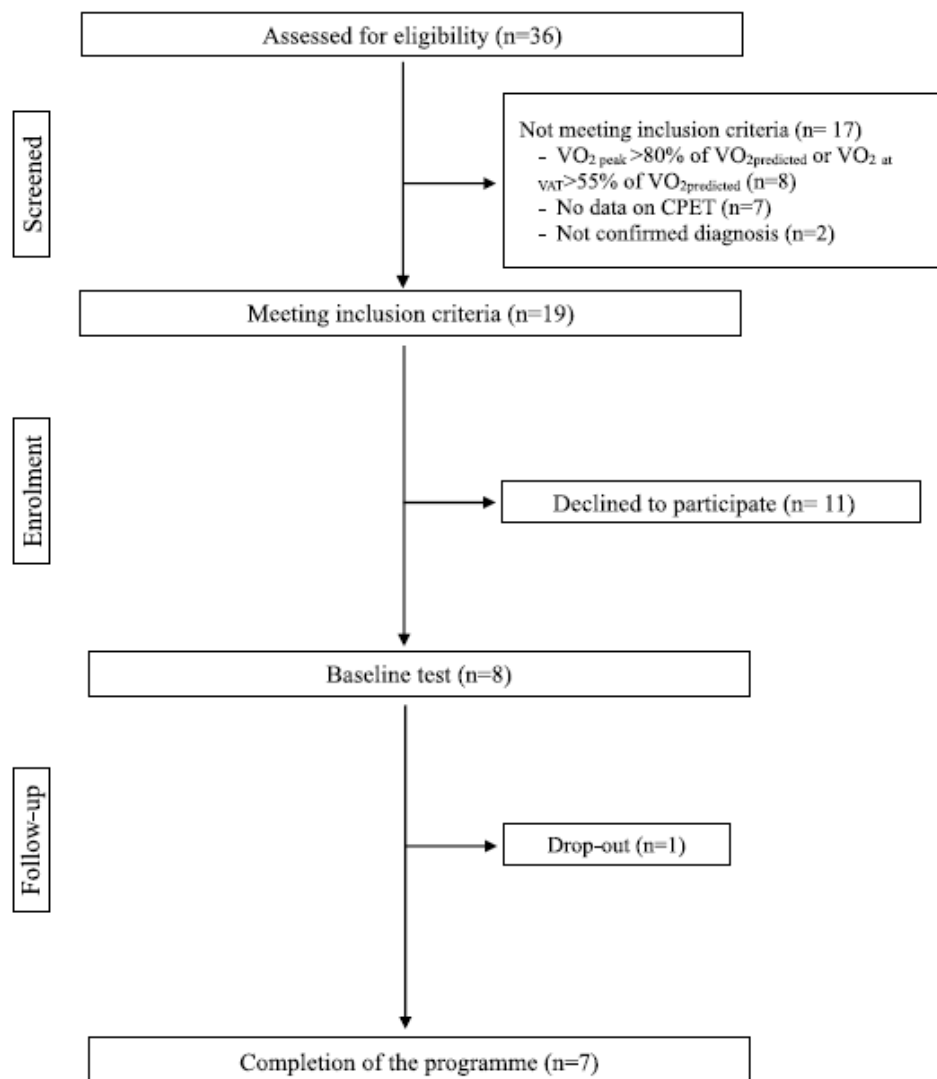 Assessed for eligibility (n=36)
Screened
Not meeting inclusion criteria (n= 17)
- VO2 peak >80% of VO2predicted or VO2 at
VAT>55% of VO2predicted (n=8)
- No data on CPET (n=7)
- Not confirmed diagnosis (n=2)
Meeting inclusion criteria (n=19)
Enrolment
Declined to participate (n= 11)
Baseline test (n=8)
Follow-up
Drop-out (n=1)
Completion of the programme (n=7)